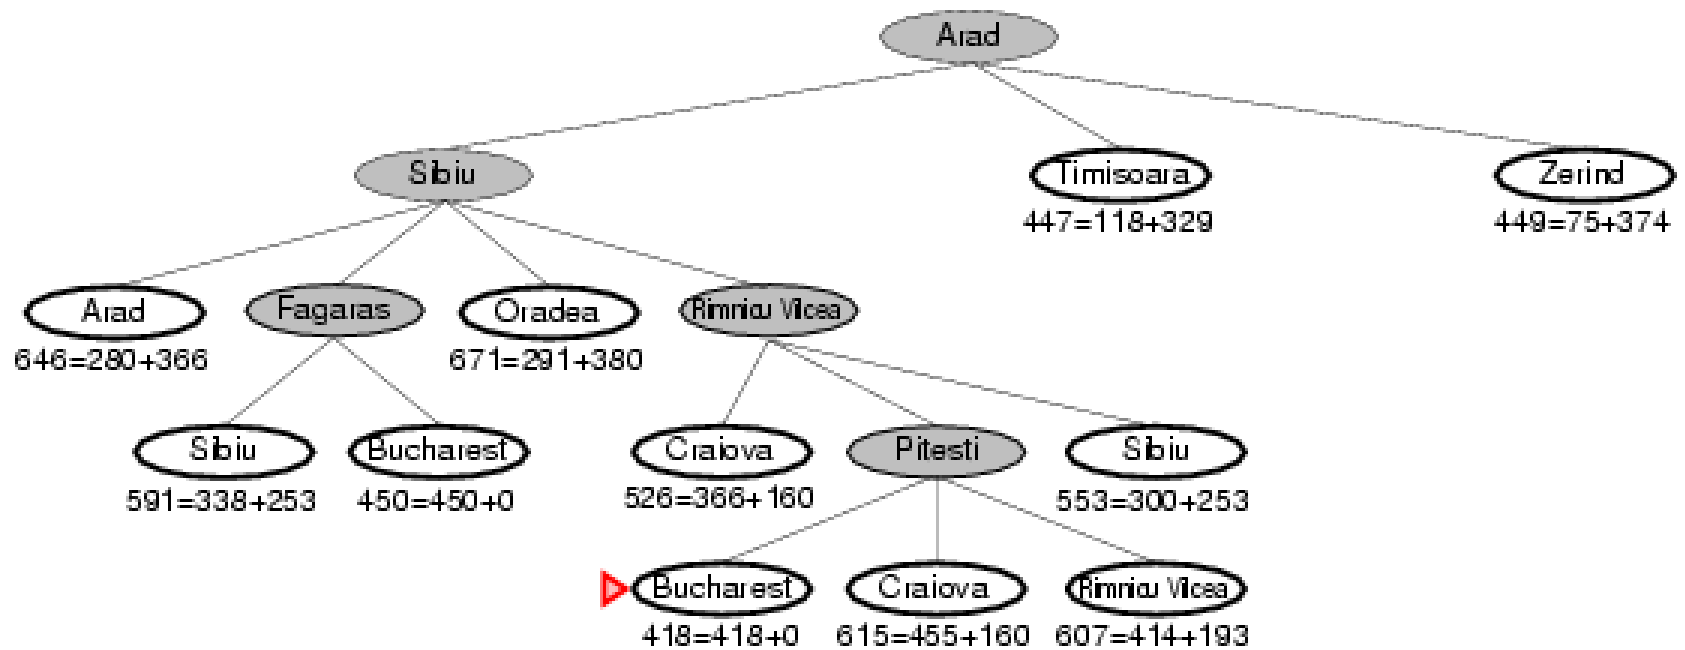 Arad
Sibiu
Timisoara
Zerind
447=118+329
449=75+374
Arad
Fagaras
Oradea
Rimnicu Vilcea
646=280+366
671=291+380
Sibiu
Bucharest
Craiova
Pitesti
Sibiu
591=338+253
450=450+0
526=366+160
553=300+253
Bucharest
Craiova
Rimnicu Vilcea
418=418+0
615=455+160
607=414+193